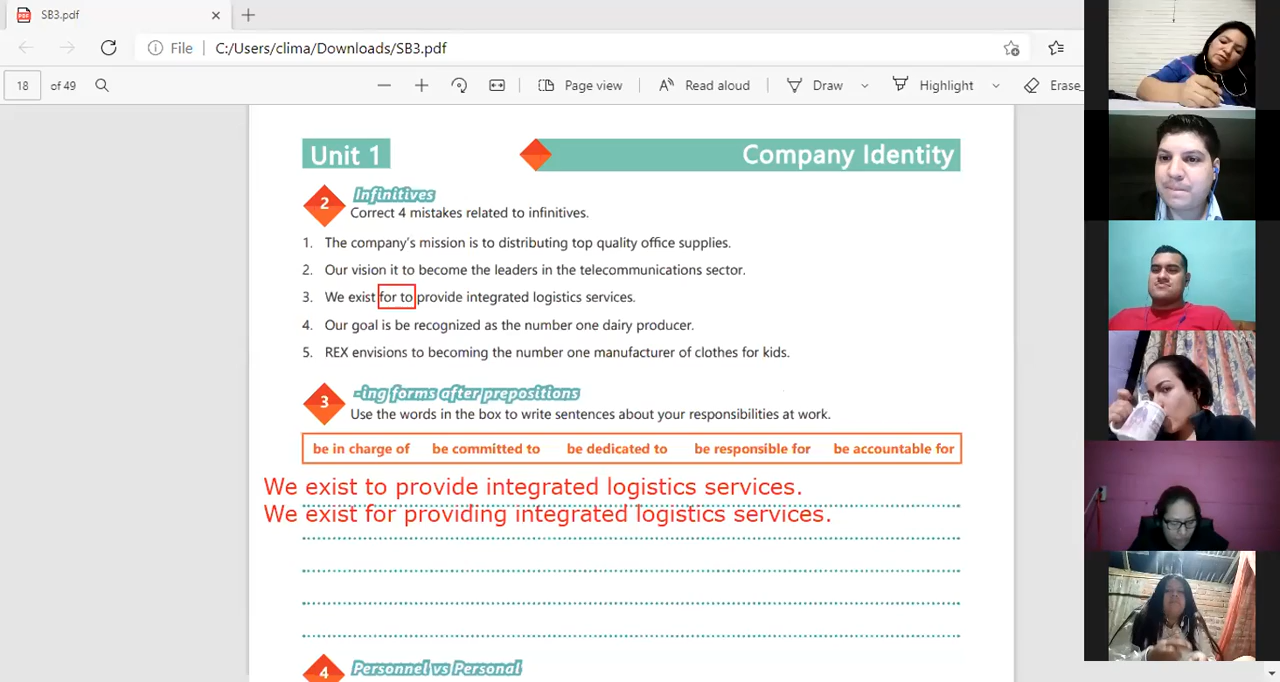 SB3.pdf
File C:/Users/clima/Downloads/SB3.pdf
18 of 49 Page view Read aloud Draw Highlight Erase
Unit 1 Company Identity
2 Infinitives
Correct 4 mistakes related to infinitives.
1. The company's mission is to distributing top quality office supplies.
2. Our vision it to become the leaders in the telecommunications sector.
3. We exist for to provide integrated logistics services.
4. Our goal is be recognized as the number one dairy producer.
5. REX envisions to becoming the number one manufacturer of clothes for kids.
3 -ing forms after prepositions
Use the words in the box to write sentences about your responsibilities at work.
be in charge of be committed to be dedicated to be responsible for be accountable for
We exist to provide integrated logistics services.
We exist for providing integrated logistics services.
4 Personnel vs Personal